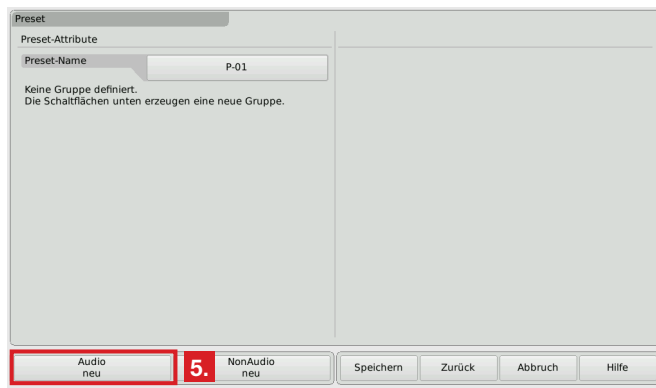 Preset
Preset-Attribute
Preset-Name
P-01
Keine Gruppe definiert.
Die Schaltflächen unten erzeugen eine neue Gruppe.
Audio
neu
5.
NonAudio
neu
Speichern
Zurück
Abbruch
Hilfe